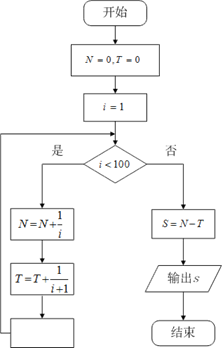 开始
N = 0, T = 0
i = 1
是
否
i < 100
N = N + 1/i
S = N − T
T = T + 1/(i+1)
输出S
结束